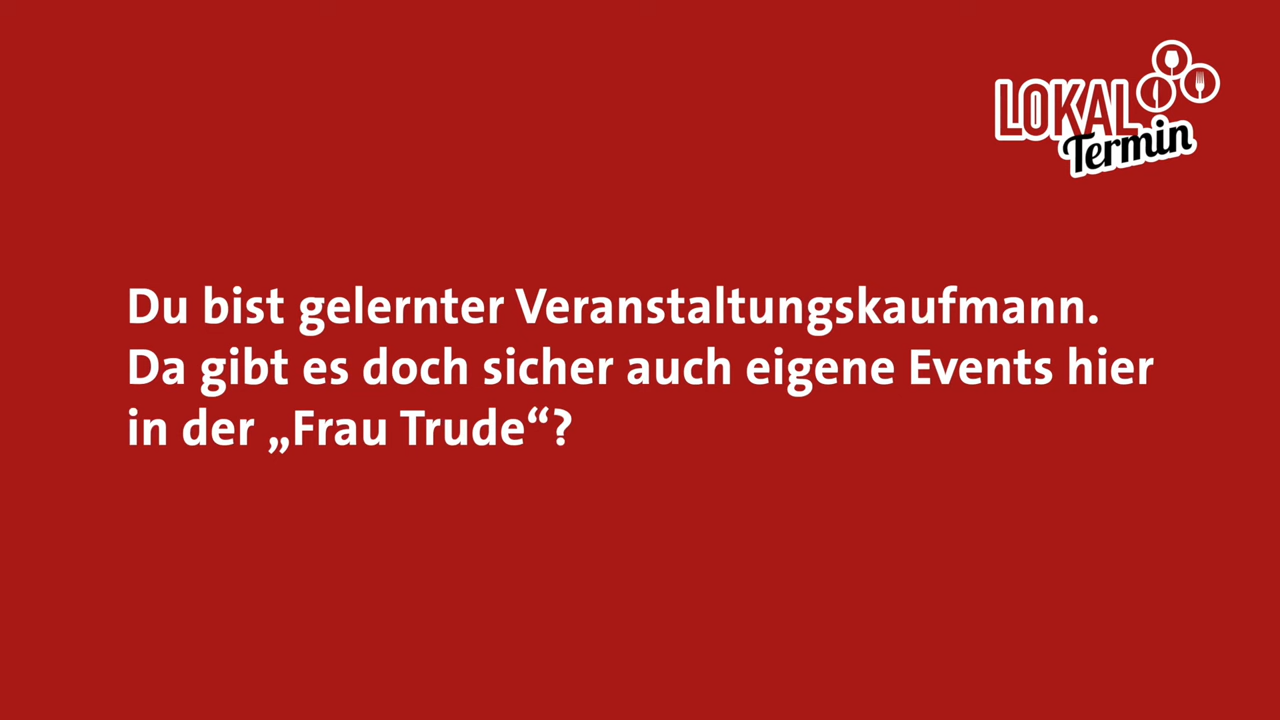 LOKAL
Termin
Du bist gelernter Veranstaltungskaufmann.
Da gibt es doch sicher auch eigene Events hier
in der „Frau Trude“?